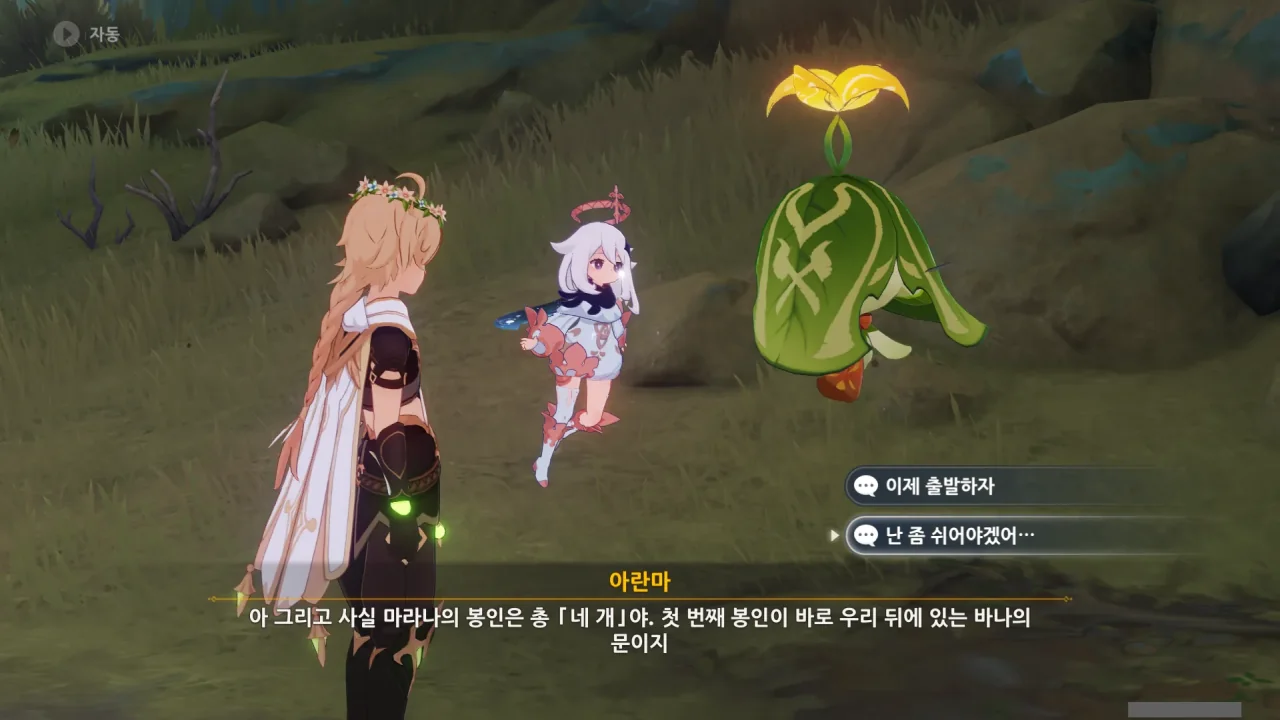 자동
이제 출발하자
난 좀 쉬어야겠어…
아란마
아 그리고 사실 마라나의 봉인은 총 「네 개」야. 첫 번째 봉인이 바로 우리 뒤에 있는 바나의
문이지